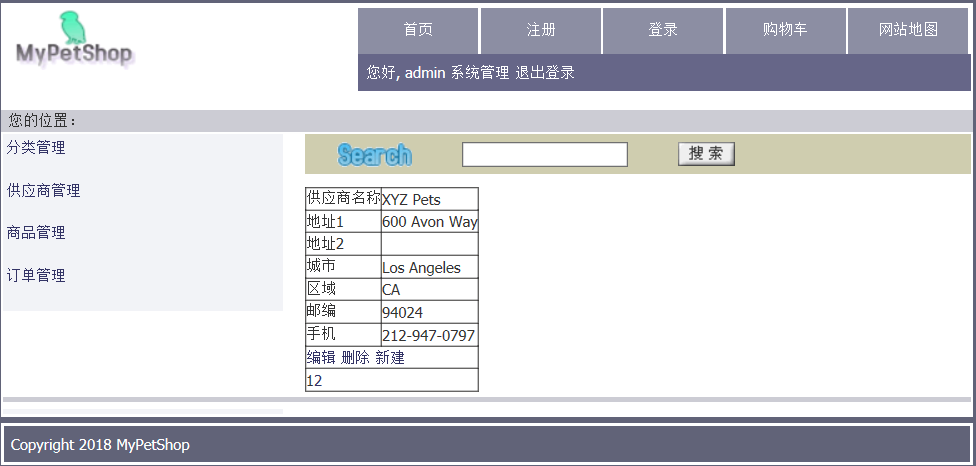 MyPetShop
首页 注册 登录 购物车 网站地图
您好, admin 系统管理 退出登录
您的位置：
分类管理
供应商管理
商品管理
订单管理
Search 搜 索
供应商名称 XYZ Pets
地址1 600 Avon Way
地址2
城市 Los Angeles
区域 CA
邮编 94024
手机 212-947-0797
编辑 删除 新建
12
Copyright 2018 MyPetShop